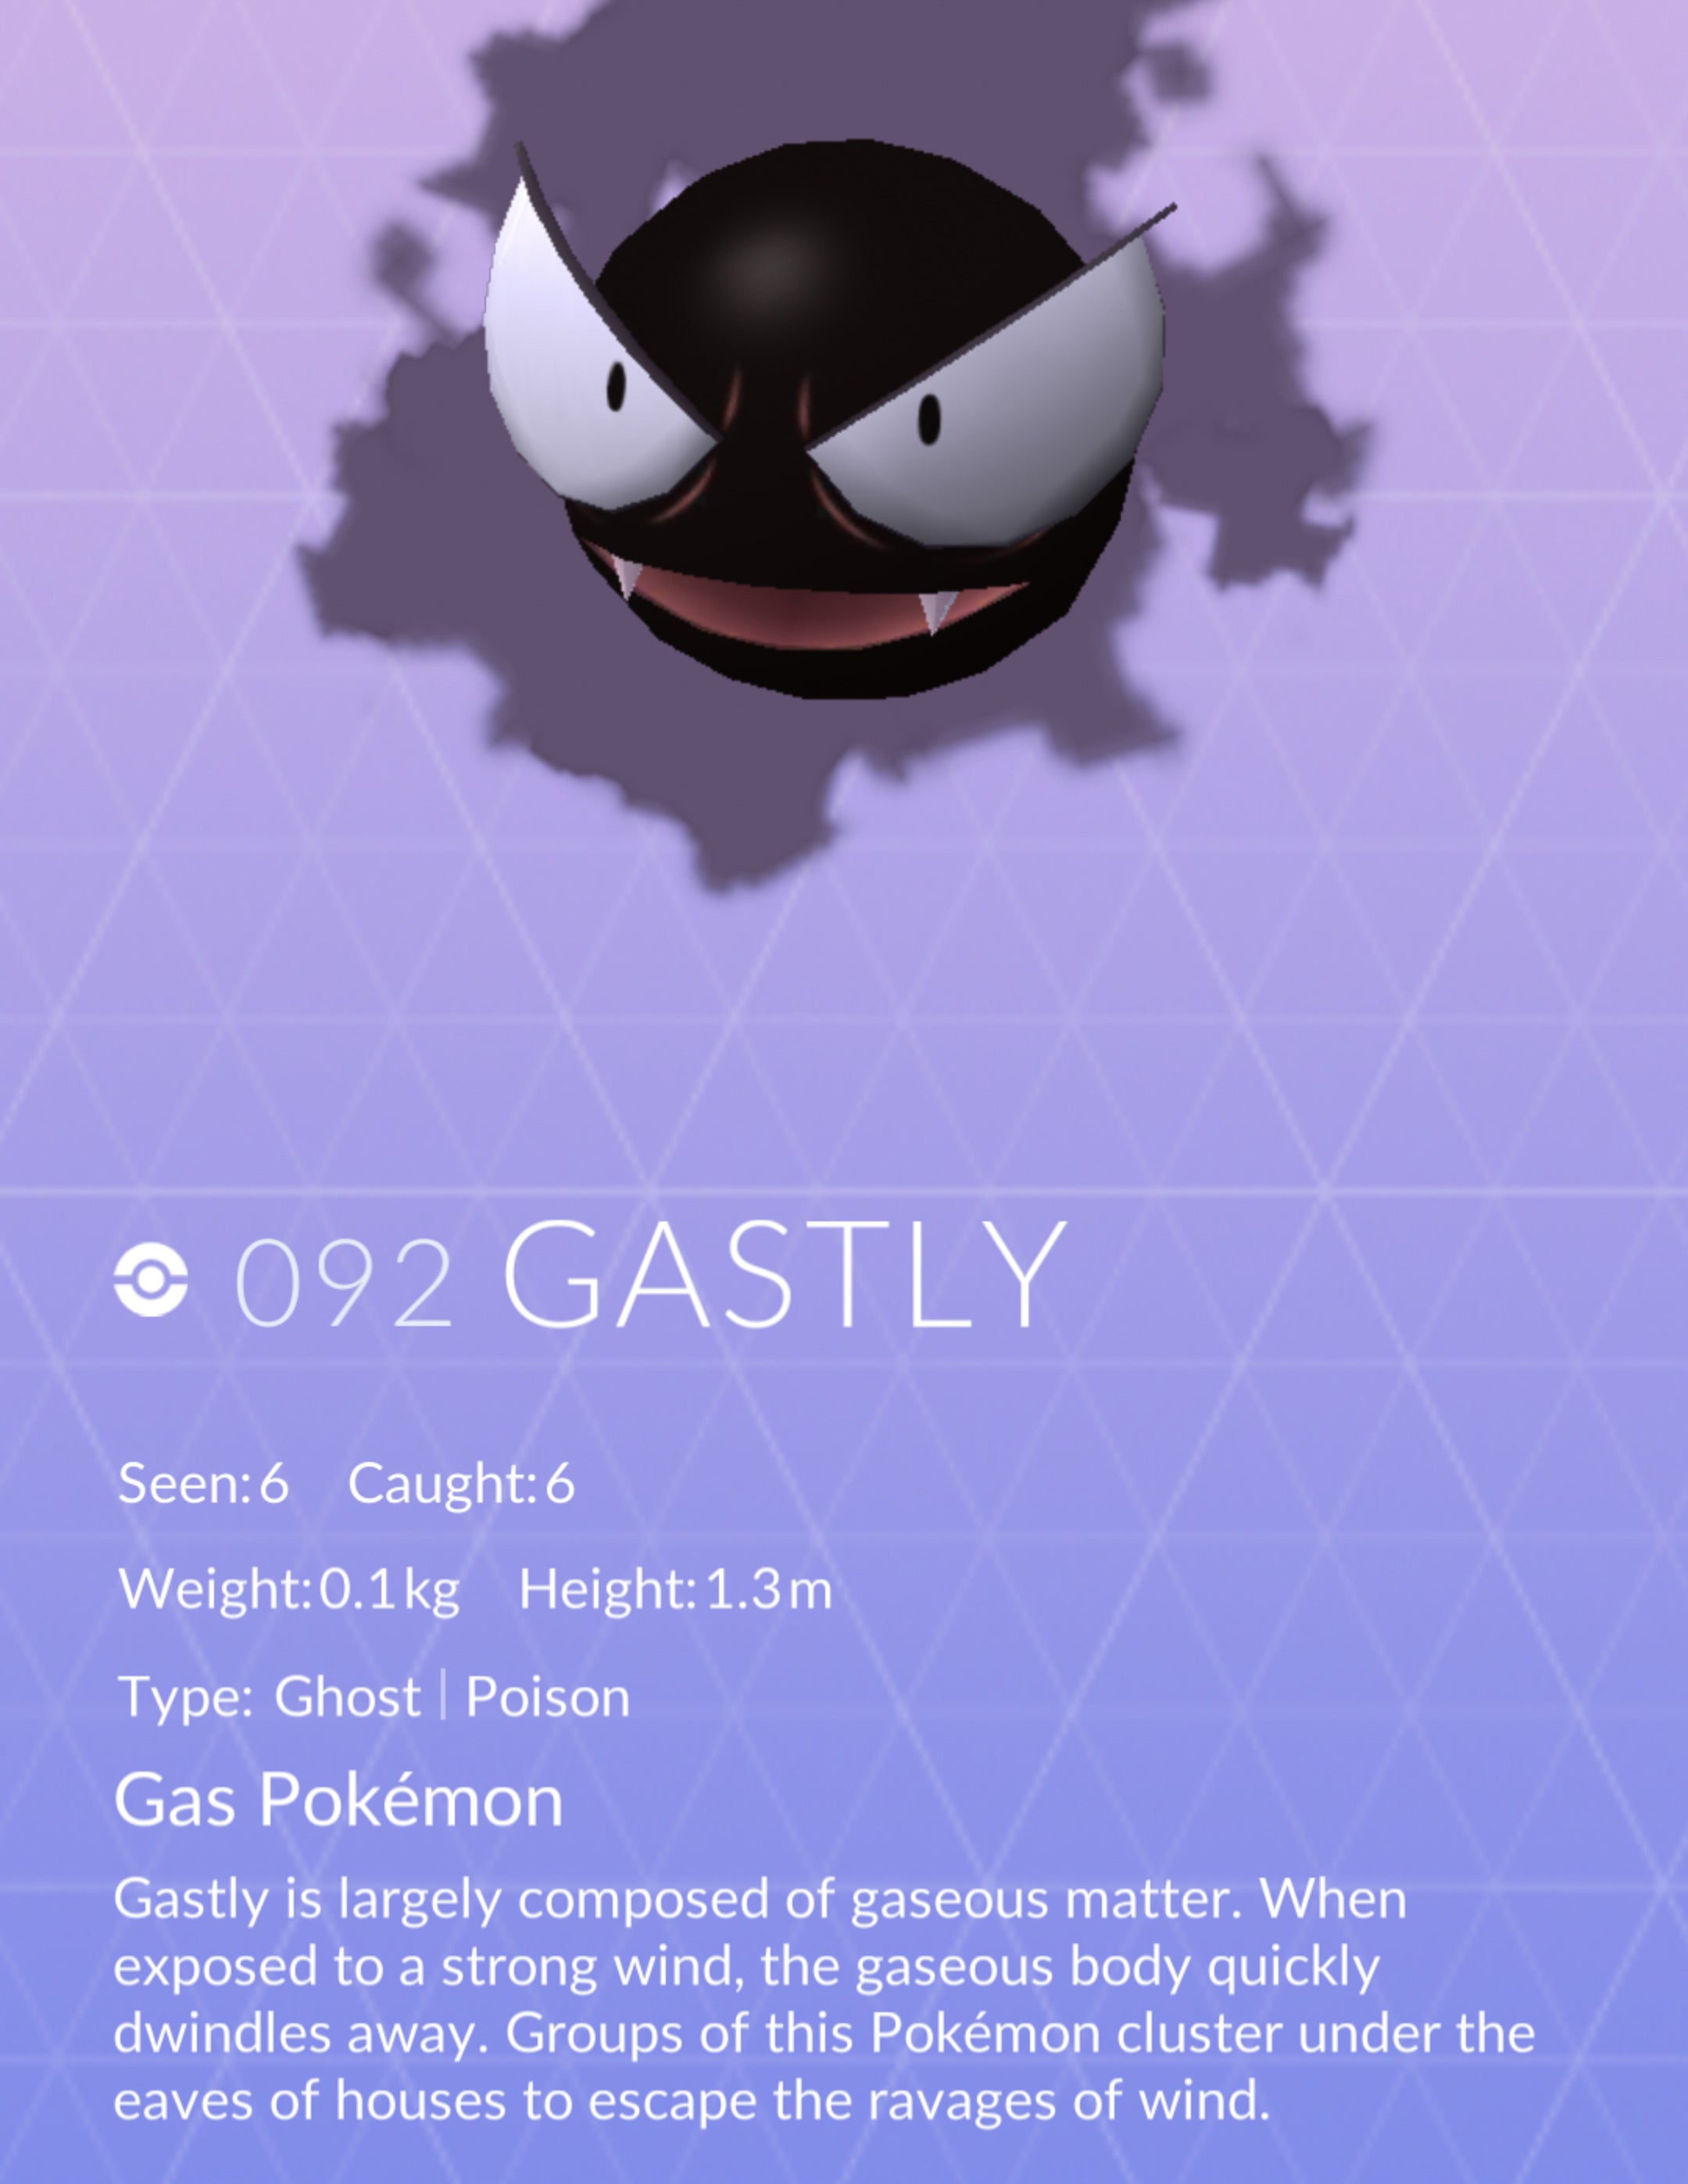 092 GASTLY
Seen: 6 Caught: 6
Weight: 0.1 kg Height: 1.3 m
Type: Ghost | Poison
Gas Pokémon
Gastly is largely composed of gaseous matter. When
exposed to a strong wind, the gaseous body quickly
dwindles away. Groups of this Pokémon cluster under the
eaves of houses to escape the ravages of wind.